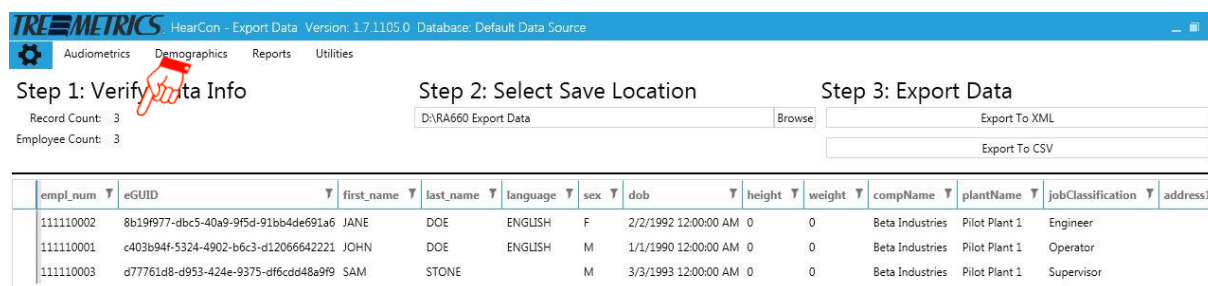 TREMETRICS. HearCon - Export Data Version: 1.7.1105.0 Database: Default Data Source
Audiometrics Demographics Reports Utilities
Step 1: Verify Data Info Step 2: Select Save Location Step 3: Export Data
Record Count: 3 D:\RA660 Export Data Browse Export To XML
Employee Count: 3 Export To CSV
empl_num eGUID first_name last_name language sex dob height weight compName plantName jobClassification address1
111110002 8b19f977-dbc5-40a9-9f5d-91bb4de691a6 JANE DOE ENGLISH F 2/2/1992 12:00:00 AM 0 0 Beta Industries Pilot Plant 1 Engineer
111110001 c403b94f-5324-4902-b6c3-d12066642221 JOHN DOE ENGLISH M 1/1/1990 12:00:00 AM 0 0 Beta Industries Pilot Plant 1 Operator
111110003 d77761d8-d953-424e-9375-df6cdd48a9f9 SAM STONE M 3/3/1993 12:00:00 AM 0 0 Beta Industries Pilot Plant 1 Supervisor